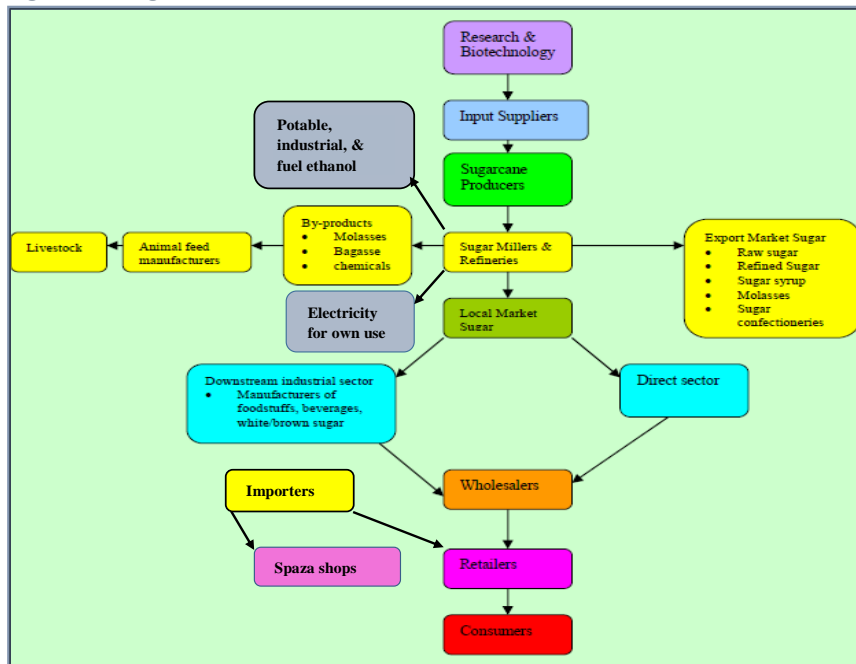 Research &
Biotechnology
Input Suppliers
Potable,
industrial, &
fuel ethanol
Sugarcane
Producers
By-products
• Molasses
• Bagasse
chemicals
Livestock
Animal feed
manufacturers
Sugar Millers &
Refineries
Export Market Sugar
• Raw sugar
• Refined Sugar
• Sugar syrup
• Molasses
• Sugar
confectioneries
Electricity
for own use
Local Market
Sugar
Downstream industrial sector
• Manufacturers of
foodstuffs, beverages,
white/brown sugar
Direct sector
Importers
Wholesalers
Spaza shops
Retailers
Consumers